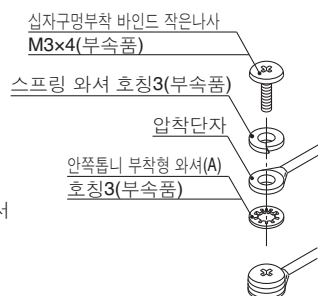 십자구멍부착 바인드 작은나사
M3×4(부속품)
스프링 와셔 호칭3(부속품)
압착단자
안쪽톱니 부착형 와셔(A)
호칭3(부속품)
서